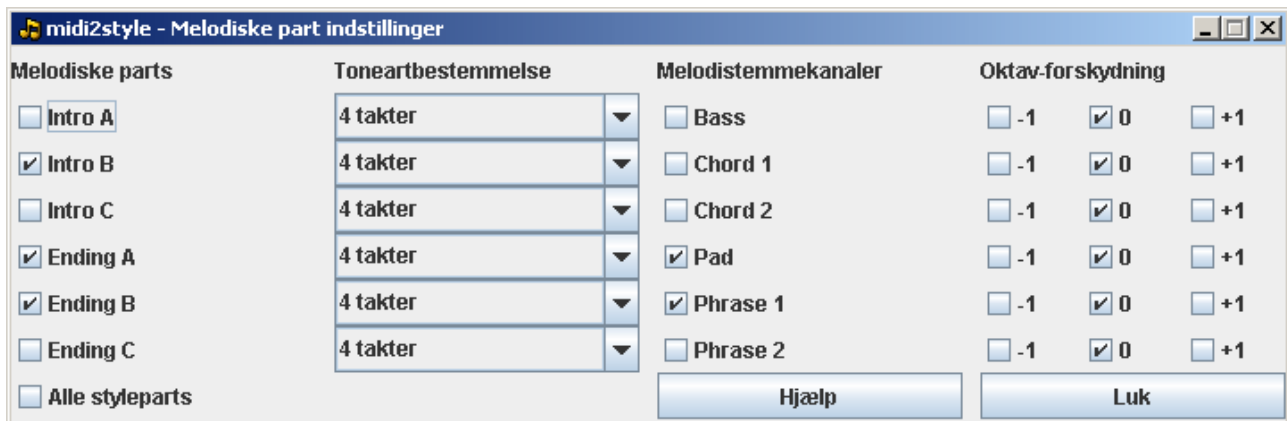 midi2style - Melodiske part indstillinger
Melodiske parts Toneartbestemmelse Melodistemmekanaler Oktav-forskydning
Intro A 4 takter Bass -1 0 +1
Intro B 4 takter Chord 1 -1 0 +1
Intro C 4 takter Chord 2 -1 0 +1
Ending A 4 takter Pad -1 0 +1
Ending B 4 takter Phrase 1 -1 0 +1
Ending C 4 takter Phrase 2 -1 0 +1
Alle styleparts Hjælp Luk